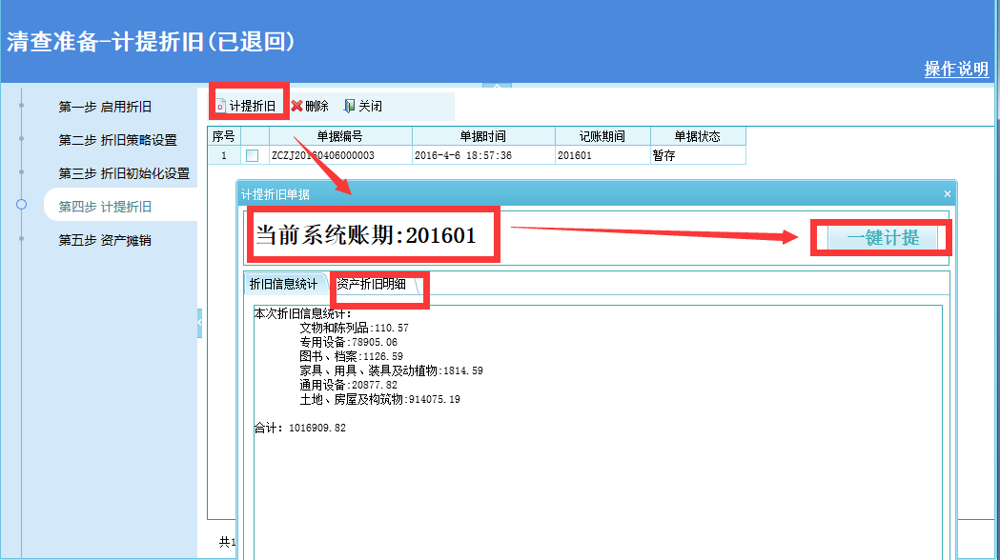 清查准备-计提折旧(已退回)
操作说明
第一步 启用折旧
第二步 折旧策略设置
第三步 折旧初始化设置
第四步 计提折旧
第五步 资产摊销
计提折旧 删除 关闭
序号 单据编号 单据时间 记账期间 单据状态
1 ZCZJ20160406000003 2016-4-6 18:57:36 201601 暂存
计提折旧单据
当前系统账期:201601
一键计提
折旧信息统计 资产折旧明细
本次折旧信息统计:
文物和陈列品:110.57
专用设备:78905.06
图书、档案:1126.59
家具、用具、装具及动植物:1814.59
通用设备:20877.82
土地、房屋及构筑物:914075.19
合计: 1016909.82
共1